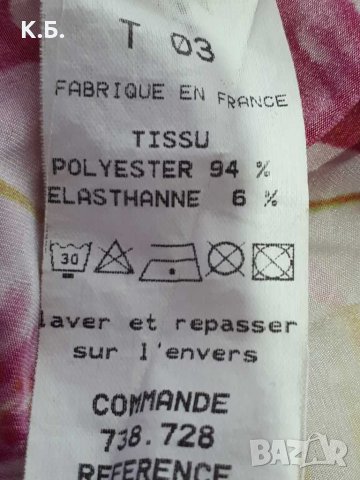 К.Б.
T 03
FABRIQUE EN FRANCE
TISSU
POLYESTER 94 %
ELASTHANNE 6 %
30
laver et repasser
sur l'envers
COMMANDE
738.728
REFERENCE
BAZAR